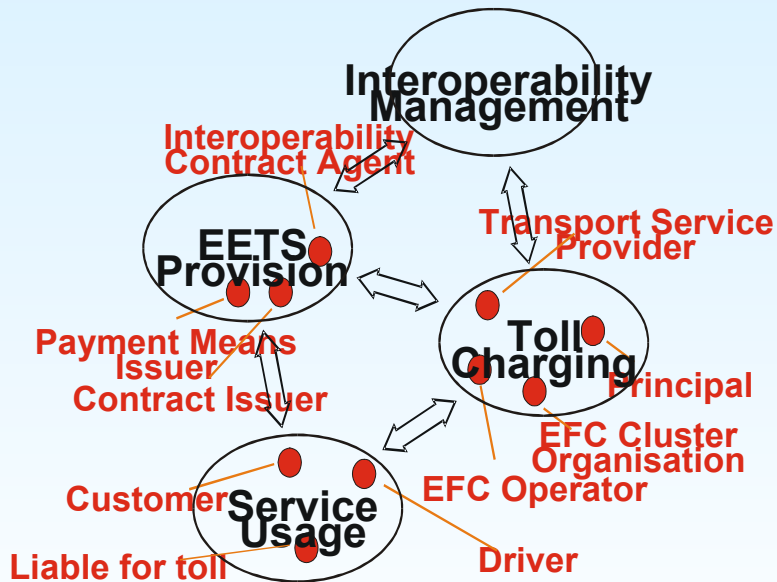 Interoperability
Management
Interoperability
Contract Agent
Transport Service
Provider
EETS
Provision
Payment Means
Issuer
Contract Issuer
Toll
Charging
Principal
EFC Cluster
Organisation
EFC Operator
Customer
Service
Usage
Driver
Liable for toll